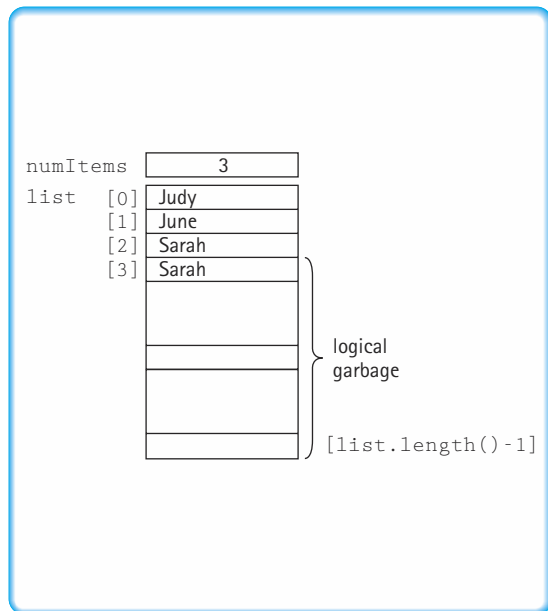 numItems 3
list [0] Judy
[1] June
[2] Sarah
[3] Sarah
logical
garbage
[list.length()-1]